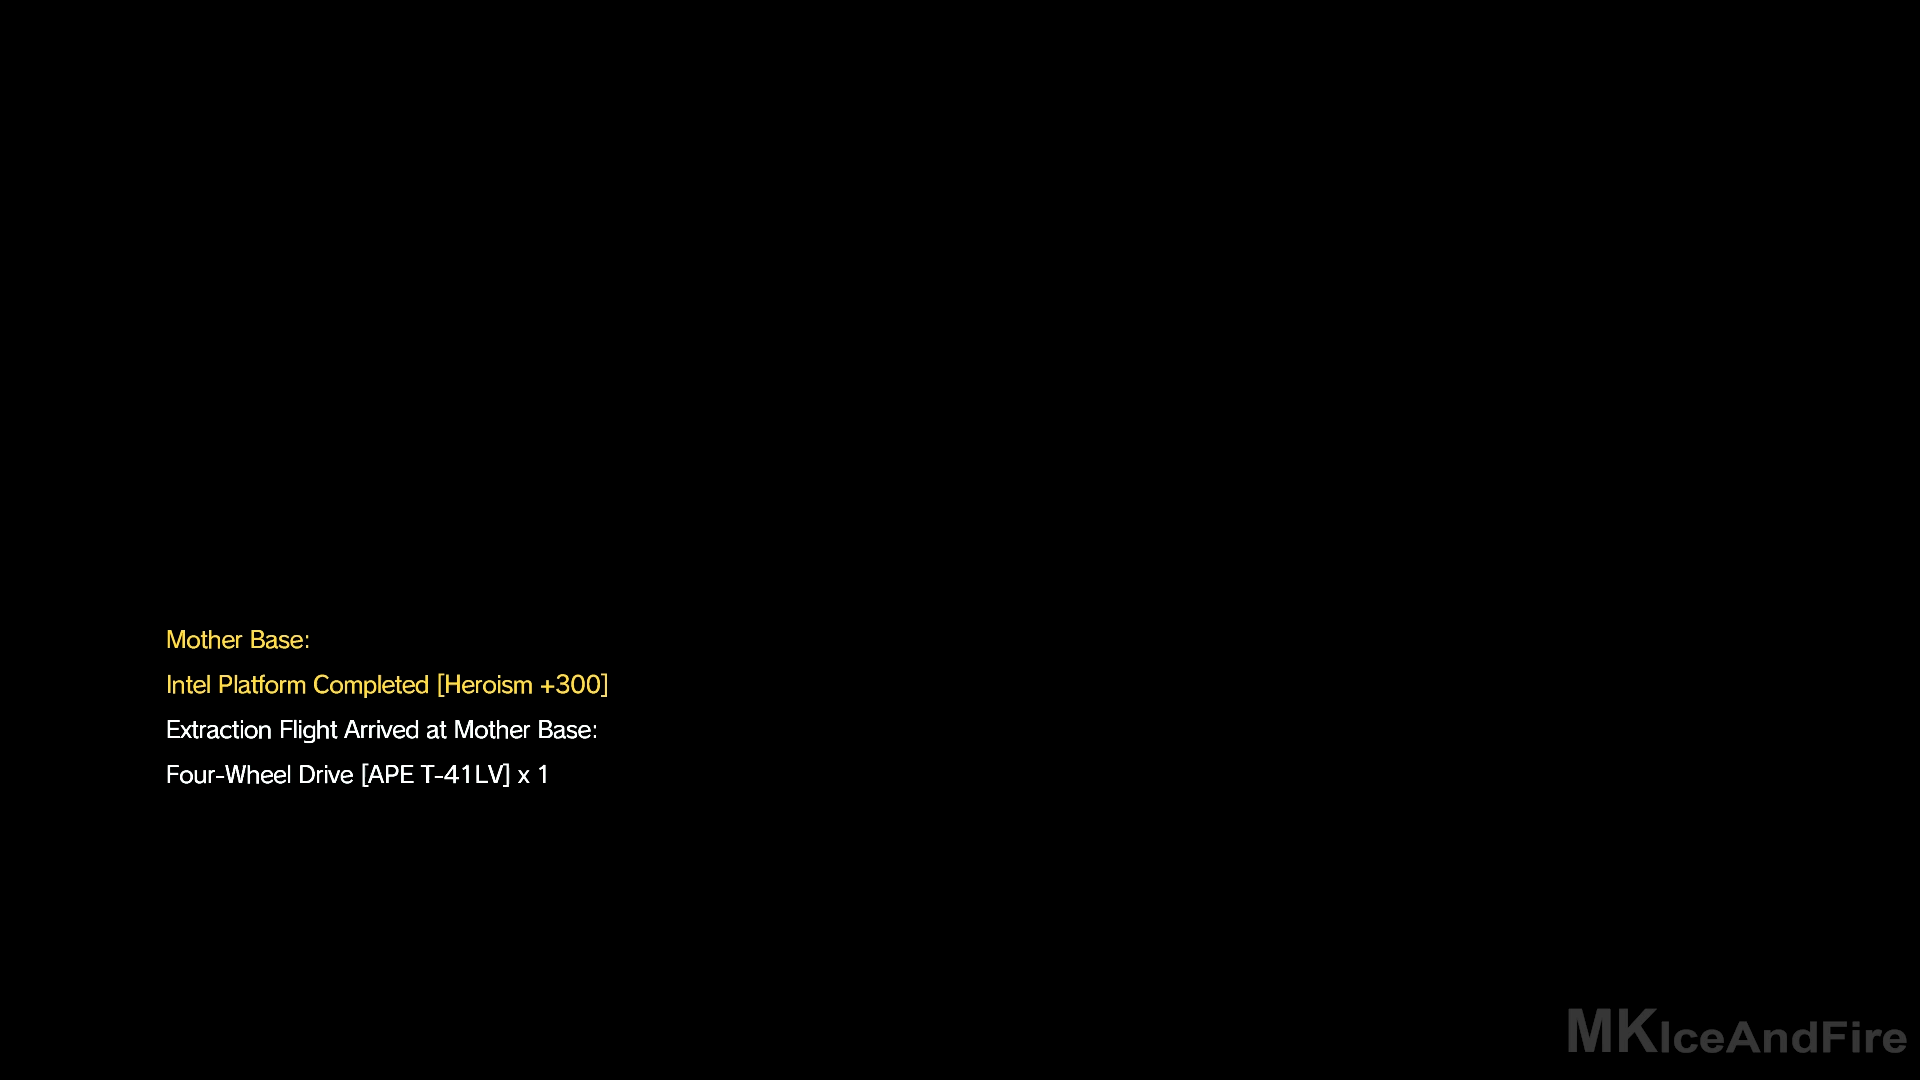 Mother Base:
Intel Platform Completed [Heroism +300]
Extraction Flight Arrived at Mother Base:
Four-Wheel Drive [APE T-41LV] x 1
MKIceAndFire